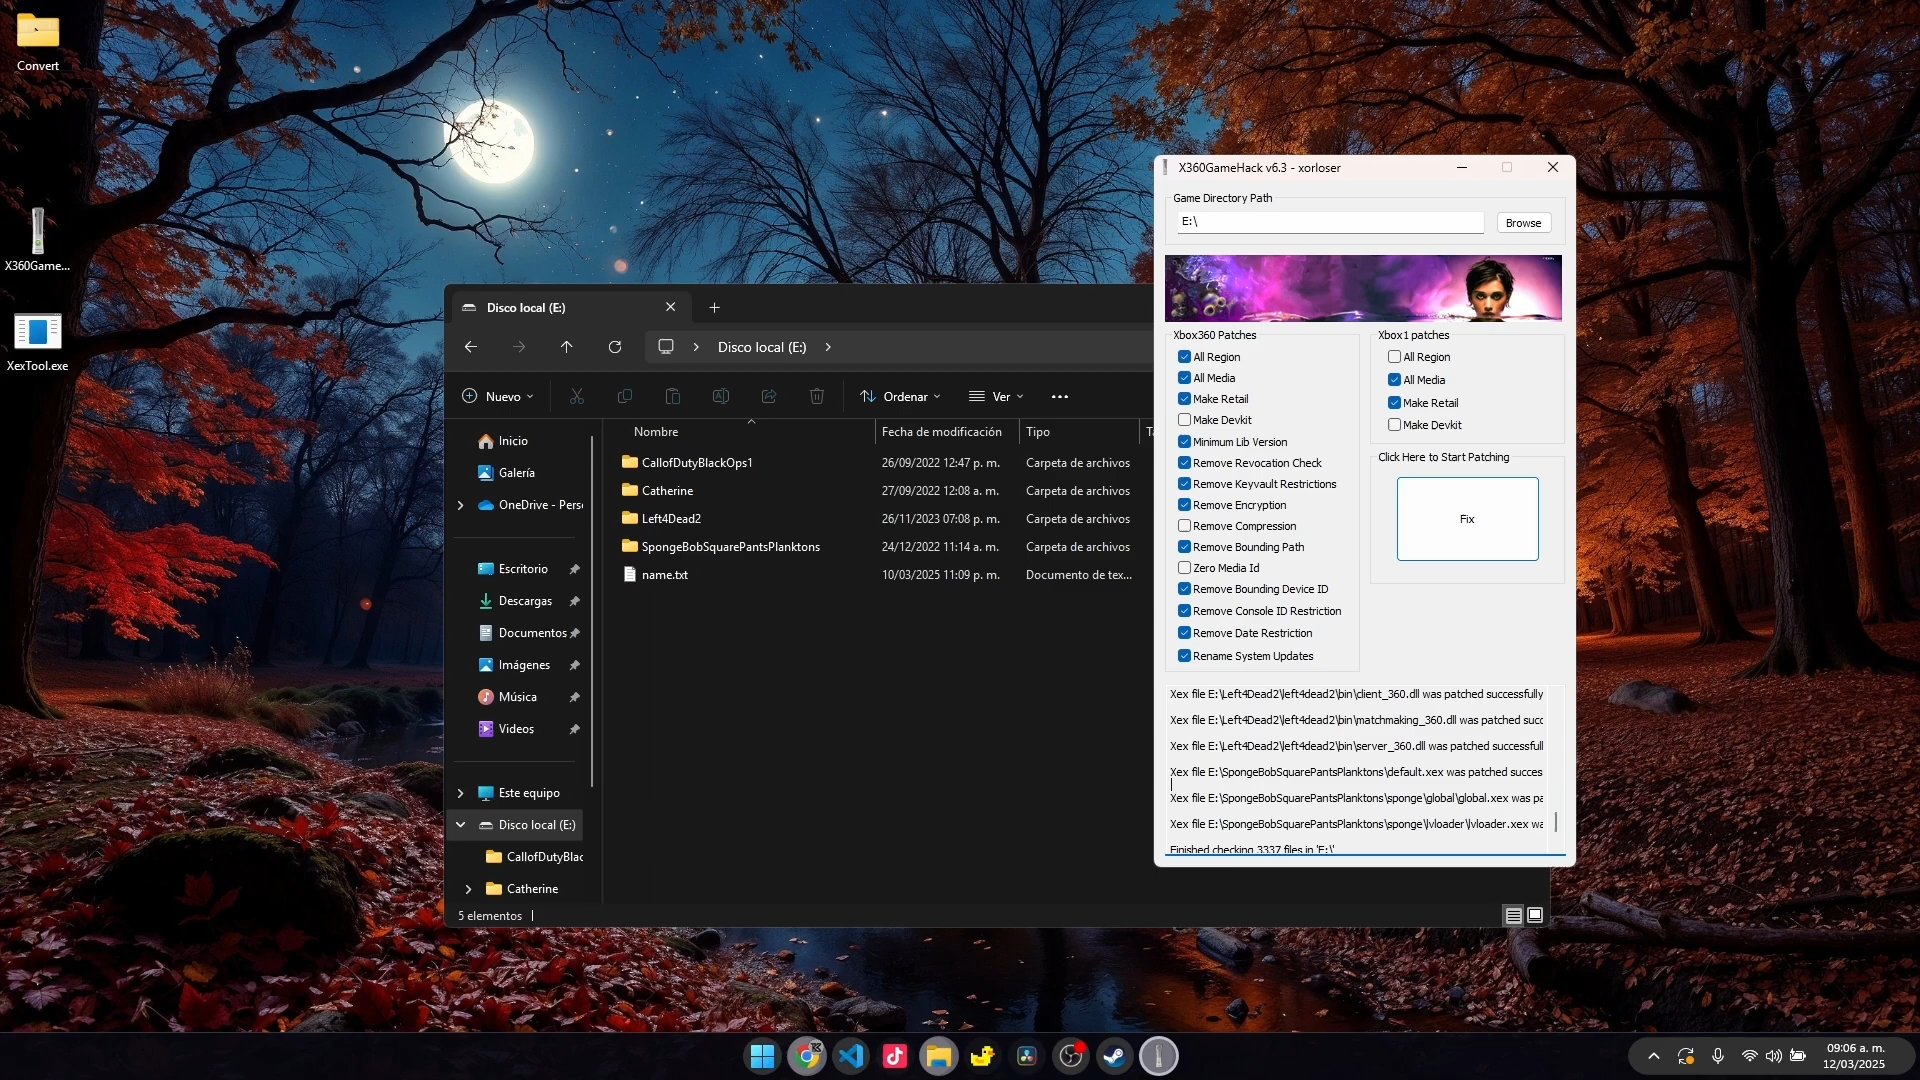 Convert
X360Game...
XexTool.exe
Disco local (E:)
Disco local (E:)
Nuevo
Ordenar
Ver
Inicio
Galería
OneDrive - Pers
Escritorio
Descargas
Documentos
Imágenes
Música
Videos
Este equipo
Disco local (E:)
CallofDutyBlac
Catherine
Nombre
Fecha de modificación
Tipo
CallofDutyBlackOps1
26/09/2022 12:47 p. m.
Carpeta de archivos
Catherine
27/09/2022 12:08 a. m.
Carpeta de archivos
Left4Dead2
26/11/2023 07:08 p. m.
Carpeta de archivos
SpongeBobSquarePantsPlanktons
24/12/2022 11:14 a. m.
Carpeta de archivos
name.txt
10/03/2025 11:09 p. m.
Documento de tex...
5 elementos
X360GameHack v6.3 - xorloser
Game Directory Path
E:\
Browse
Xbox360 Patches
All Region
All Media
Make Retail
Make Devkit
Minimum Lib Version
Remove Revocation Check
Remove Keyvault Restrictions
Remove Encryption
Remove Compression
Remove Bounding Path
Zero Media Id
Remove Bounding Device ID
Remove Console ID Restriction
Remove Date Restriction
Rename System Updates
Xbox1 patches
All Region
All Media
Make Retail
Make Devkit
Click Here to Start Patching
Fix
Xex file E:\Left4Dead2\left4dead2\bin\client_360.dll was patched successfully
Xex file E:\Left4Dead2\left4dead2\bin\matchmaking_360.dll was patched succ
Xex file E:\Left4Dead2\left4dead2\bin\server_360.dll was patched successfull
Xex file E:\SpongeBobSquarePantsPlanktons\default.xex was patched succes
Xex file E:\SpongeBobSquarePantsPlanktons\sponge\global\global.xex was pa
Xex file E:\SpongeBobSquarePantsPlanktons\sponge\lvloader\lvloader.xex wa
Finished checking 3337 files in 'E:\'
09:06 a. m.
12/03/2025